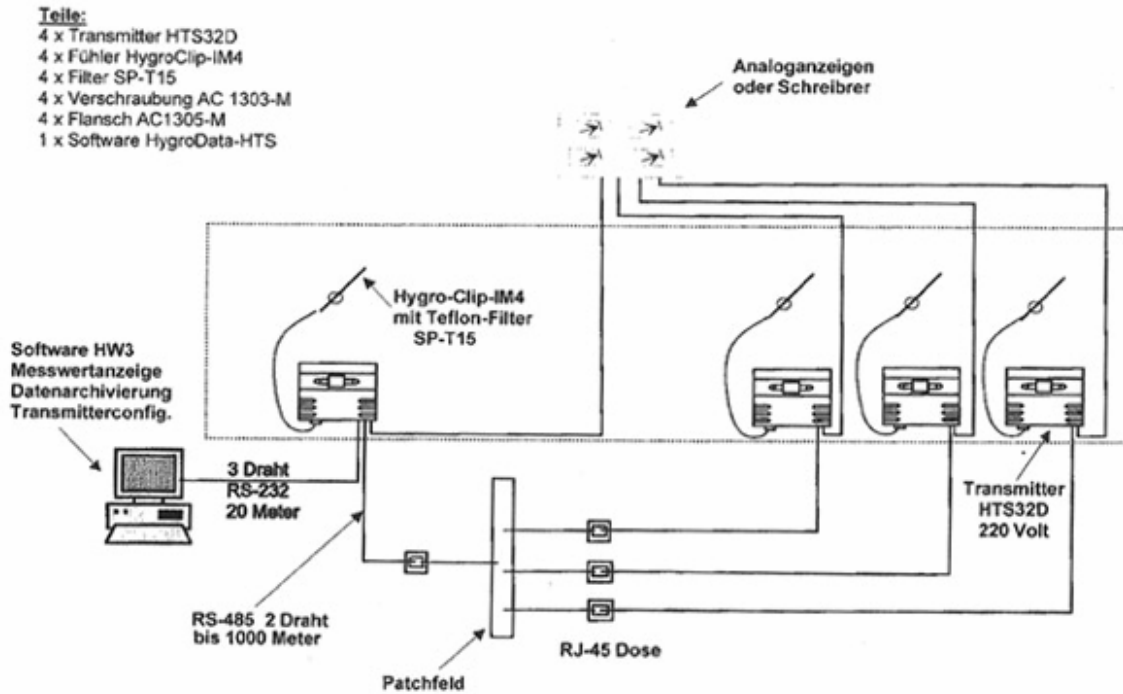 Teile:
4 x Transmitter HTS32D
4 x Fühler HygroClip-IM4
4 x Filter SP-T15
4 x Verschraubung AC 1303-M
4 x Flansch AC1305-M
1 x Software HygroData-HTS
Analoganzeigen
oder Schreibrer
Hygro-Clip-IM4
mit Teflon-Filter
SP-T15
Software HW3
Messwertanzeige
Datenarchivierung
Transmitterconfig.
3 Draht
RS-232
20 Meter
Transmitter
HTS32D
220 Volt
RS-485 2 Draht
bis 1000 Meter
RJ-45 Dose
Patchfeld